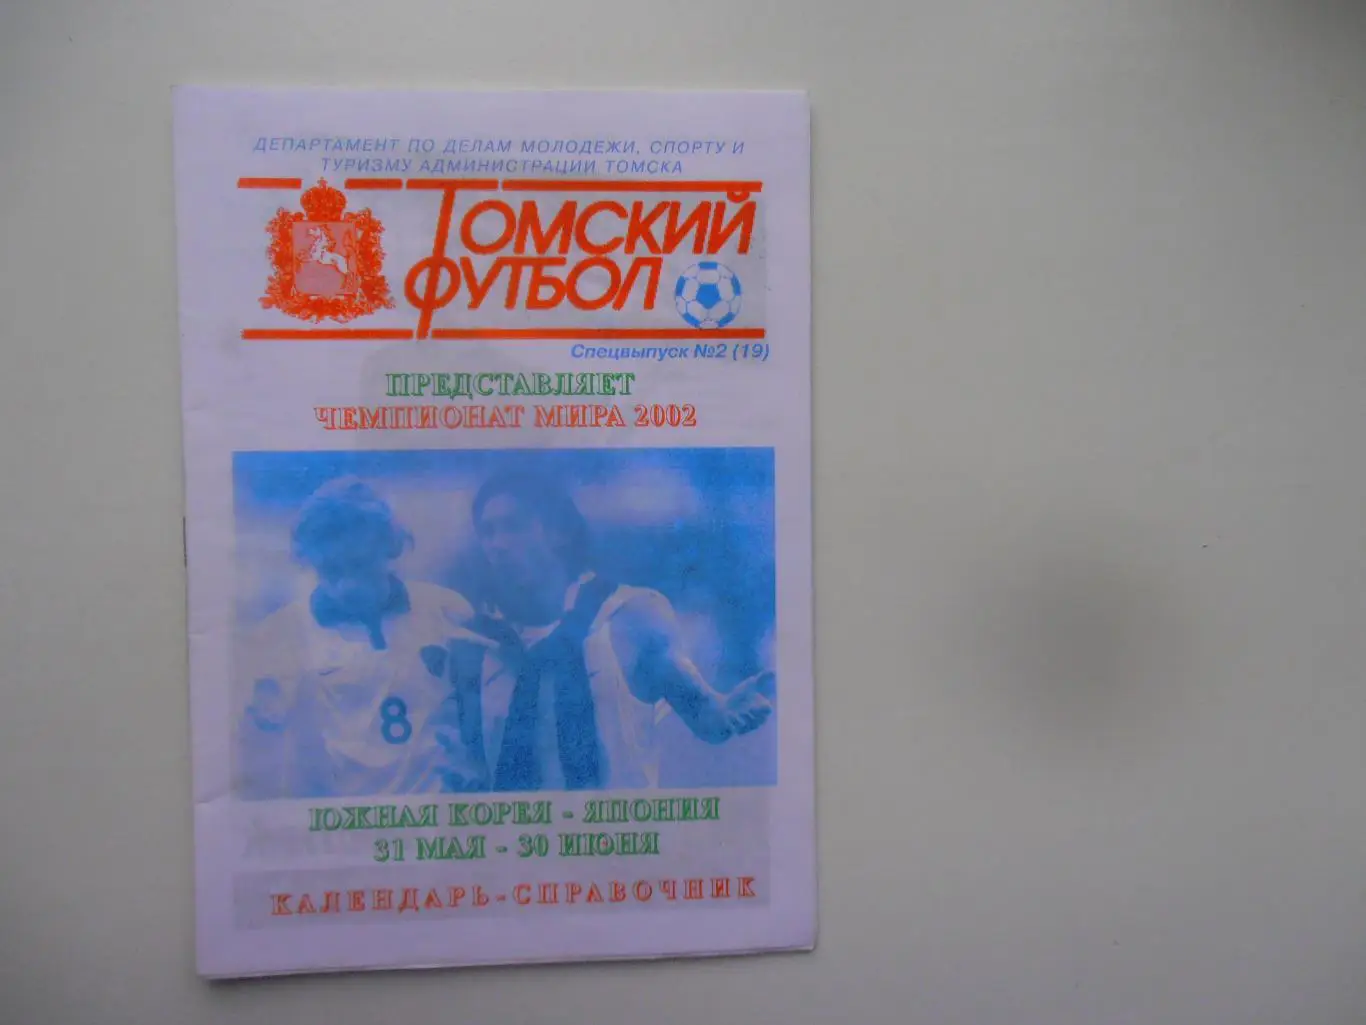 ДЕПАРТАМЕНТ ПО ДЕЛАМ МОЛОДЕЖИ, СПОРТУ И
ТУРИЗМУ АДМИНИСТРАЦИИ ТОМСКА
ТОМСКИЙ
ФУТБОЛ
Спецвыпуск №2 (19)
ПРЕДСТАВЛЯЕТ
ЧЕМПИОНАТ МИРА 2002
8
ЮЖНАЯ КОРЕЯ - ЯПОНИЯ
31 МАЯ - 30 ИЮНЯ
КАЛЕНДАРЬ-СПРАВОЧНИК